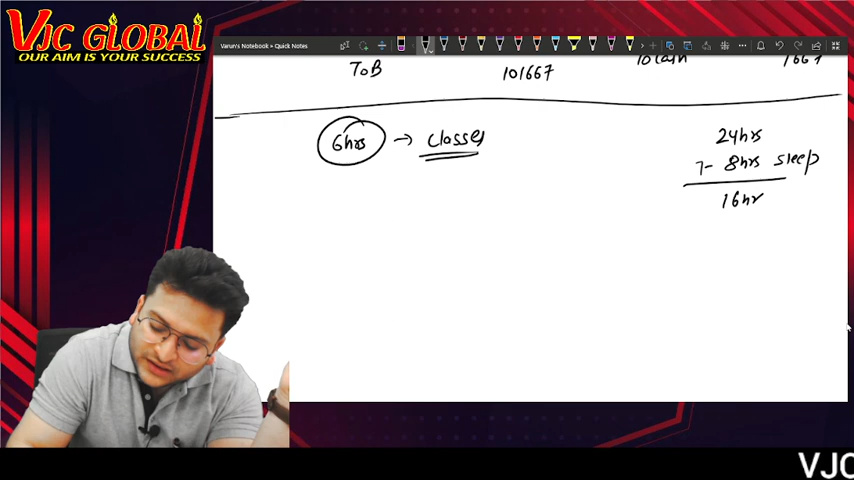 VJC GLOBAL
OUR AIM IS YOUR SUCCESS
Varun's Notebook » Quick Notes
ToB 101667 1667
6hrs → classes
24hrs
7- 8hrs sleep
16hr
VJC